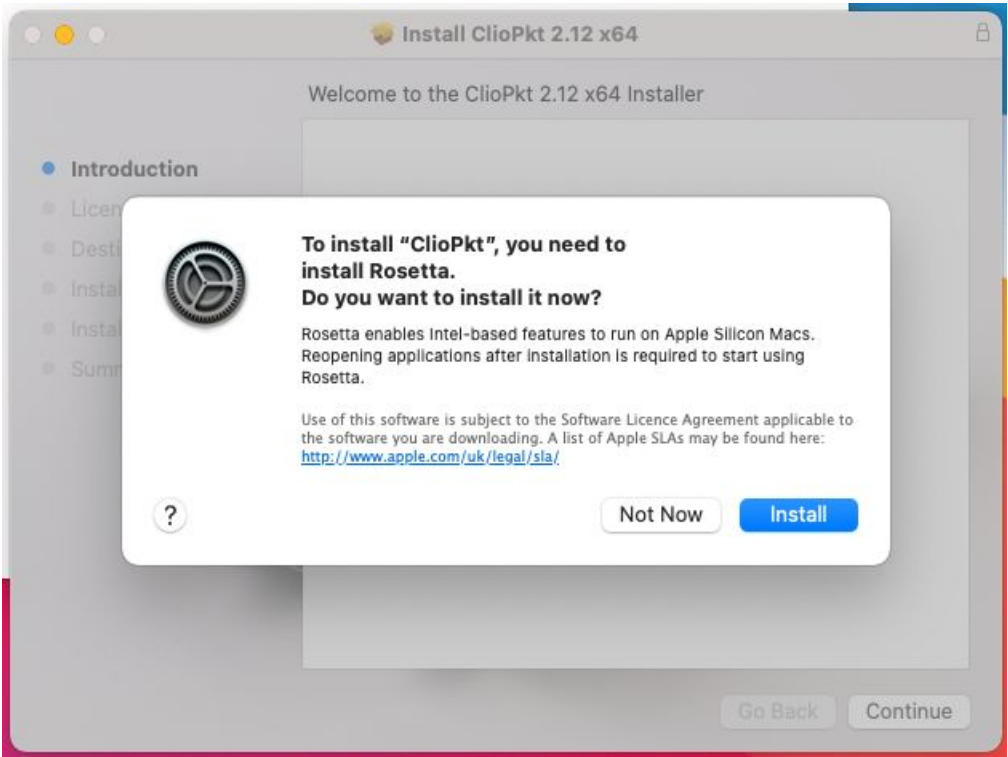 Install ClioPkt 2.12 x64
Welcome to the ClioPkt 2.12 x64 Installer
Introduction
To install “ClioPkt”, you need to
install Rosetta.
Do you want to install it now?
Rosetta enables Intel-based features to run on Apple Silicon Macs.
Reopening applications after installation is required to start using
Rosetta.
Use of this software is subject to the Software Licence Agreement applicable to
the software you are downloading. A list of Apple SLAs may be found here:
http://www.apple.com/uk/legal/sla/
?
Not Now
Install
Go Back
Continue